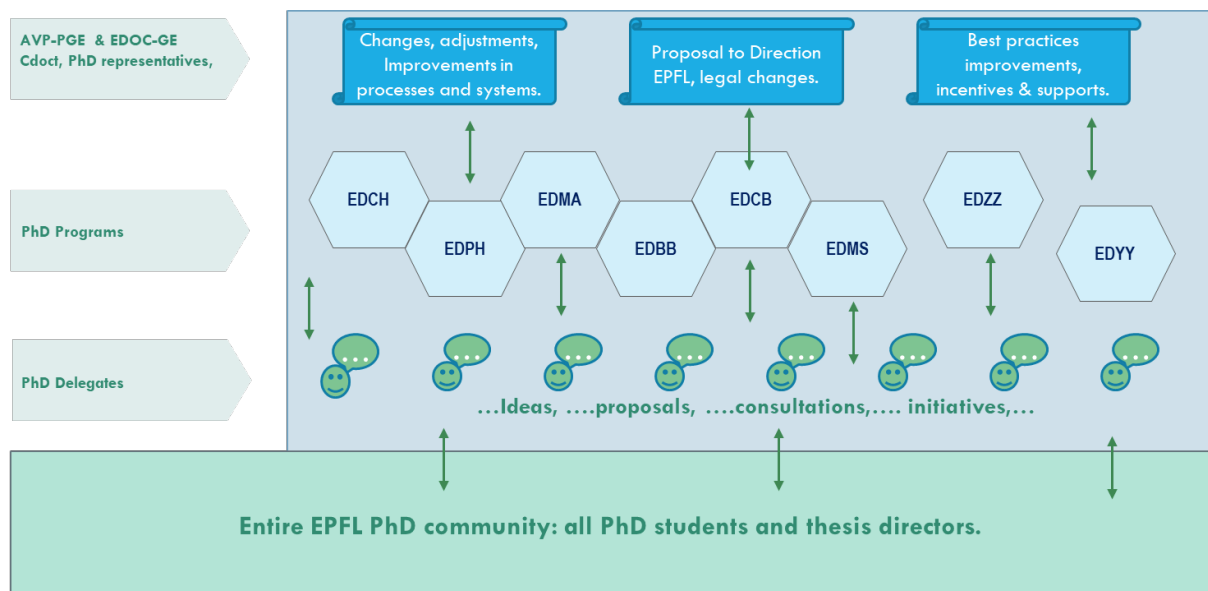 AVP-PGE & EDOC-GE
Cdoct, PhD representatives,
Changes, adjustments,
Improvements in
processes and systems.
Proposal to Direction
EPFL, legal changes.
Best practices
improvements,
incentives & supports.
PhD Programs
EDCH
EDPH
EDMA
EDBB
EDCB
EDMS
EDZZ
EDYY
PhD Delegates
...
...
...
...
...
...
...
...
...Ideas, ....proposals, ....consultations,.... initiatives,...
Entire EPFL PhD community: all PhD students and thesis directors.